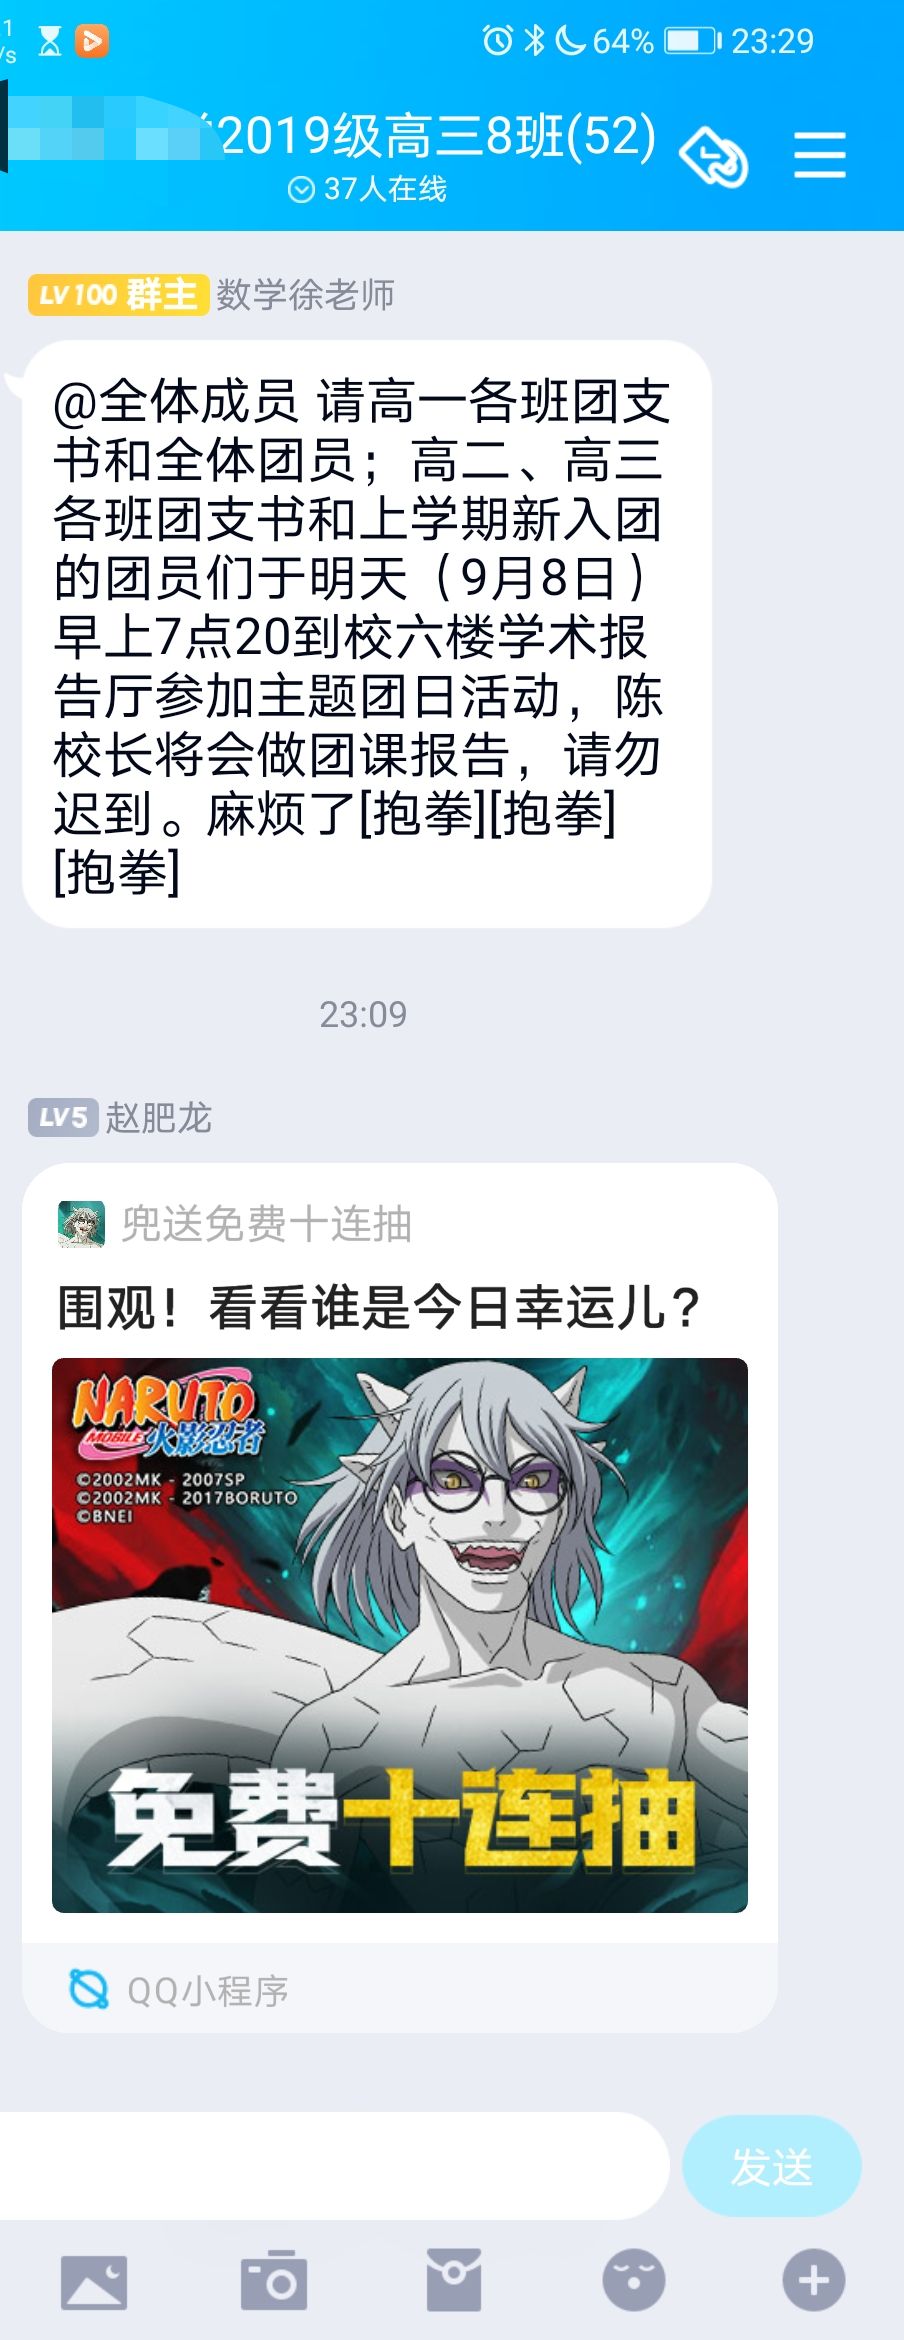 1
/s
64%
23:29
2019级高三8班(52)
37人在线
LV100 群主 数学徐老师
@全体成员 请高一各班团支
书和全体团员；高二、高三
各班团支书和上学期新入团
的团员们于明天（9月8日）
早上7点20到校六楼学术报
告厅参加主题团日活动，陈
校长将会做团课报告，请勿
迟到。麻烦了[抱拳][抱拳]
[抱拳]
23:09
LV5 赵肥龙
兜送免费十连抽
围观！看看谁是今日幸运儿？
NARUTO
MOBILE 火影忍者
©2002MK - 2007SP
©2002MK - 2017BORUTO
©BNEI
免费十连抽
QQ小程序
发送